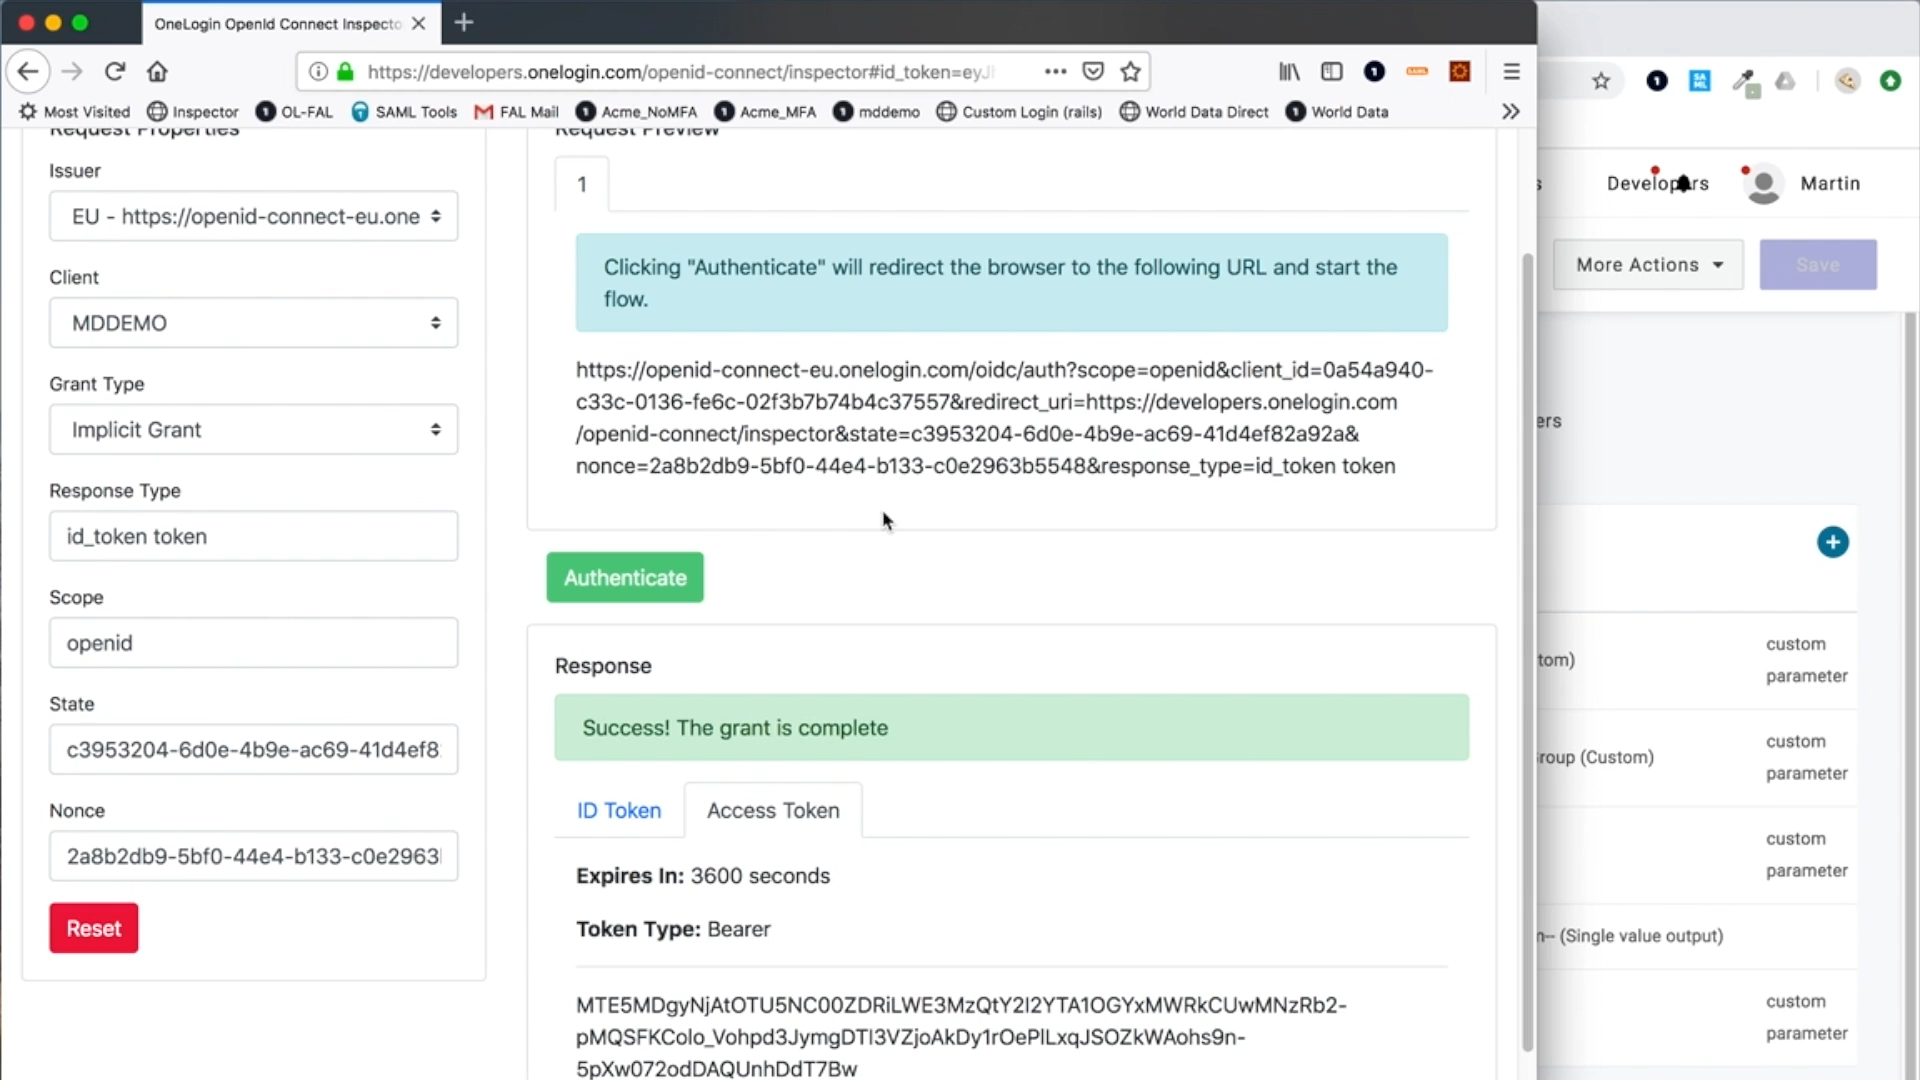 OneLogin OpenId Connect Inspecto
https://developers.onelogin.com/openid-connect/inspector#id_token=eyJ
Most Visited Inspector OL-FAL SAML Tools FAL Mail Acme_NoMFA Acme_MFA mddemo Custom Login (rails) World Data Direct World Data
Request Properties
Issuer
EU - https://openid-connect-eu.one
Client
MDDEMO
Grant Type
Implicit Grant
Response Type
id_token token
Scope
openid
State
c3953204-6d0e-4b9e-ac69-41d4ef8
Nonce
2a8b2db9-5bf0-44e4-b133-c0e2963
Reset
Request Preview
1
Clicking "Authenticate" will redirect the browser to the following URL and start the
flow.
https://openid-connect-eu.onelogin.com/oidc/auth?scope=openid&client_id=0a54a940-
c33c-0136-fe6c-02f3b7b74b4c37557&redirect_uri=https://developers.onelogin.com
/openid-connect/inspector&state=c3953204-6d0e-4b9e-ac69-41d4ef82a92a&
nonce=2a8b2db9-5bf0-44e4-b133-c0e2963b5548&response_type=id_token token
Authenticate
Response
Success! The grant is complete
ID Token Access Token
Expires In: 3600 seconds
Token Type: Bearer
MTE5MDgyNjAtOTU5NC00ZDRiLWE3MzQtY2I2YTA1OGYxMWRkCUwMNzRb2-
pMQSFKColo_Vohpd3JymgDTI3VZjoAkDy1rOePlLxqJSOZkWAohs9n-
5pXw072odDAQUnhDdT7Bw
s Developers Martin
More Actions Save
ers
tom) custom
parameter
roup (Custom) custom
parameter
custom
parameter
-- (Single value output)
custom
parameter